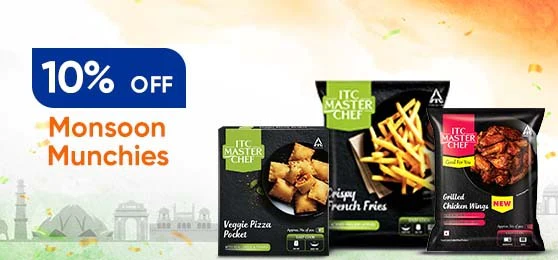 10% OFF
Monsoon
Munchies
ITC
MASTER
CHEF
Veggie Pizza
Pocket
ITC
MASTER
CHEF
Crispy
French Fries
ITC
MASTER
CHEF
Good For You
Grilled
Chicken Wings
NEW